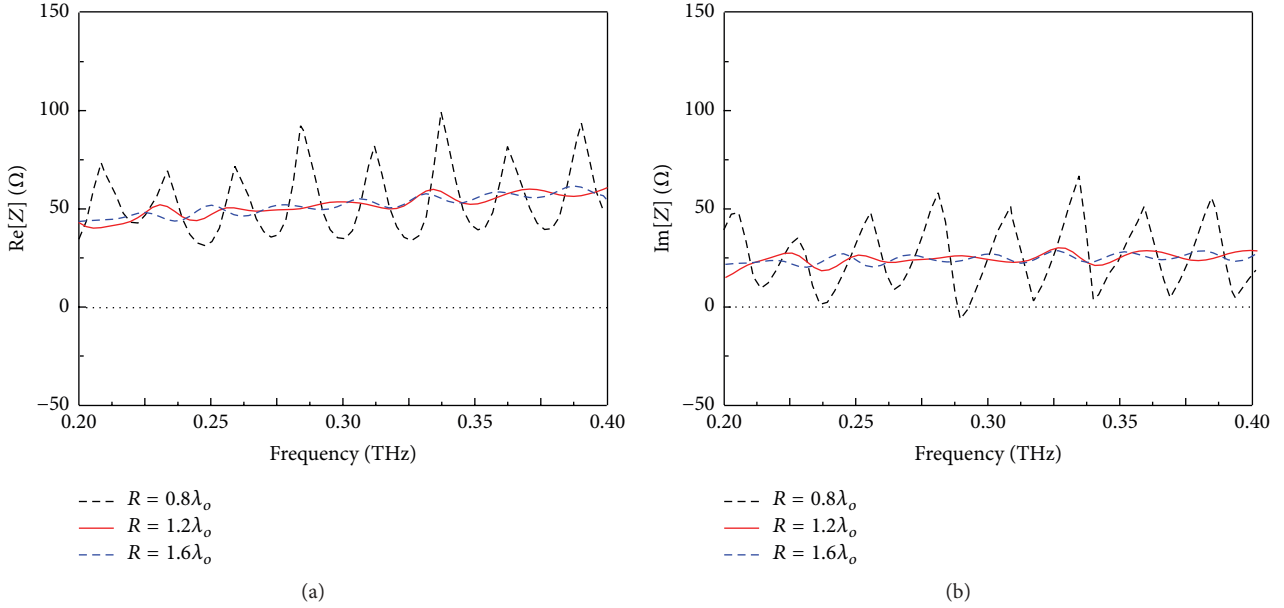 150
100
50
0
−50
Re[Z] (Ω)
0.20
0.25
0.30
0.35
0.40
Frequency (THz)
R = 0.8λo
R = 1.2λo
R = 1.6λo
(a)
150
100
50
0
−50
Im[Z] (Ω)
0.20
0.25
0.30
0.35
0.40
Frequency (THz)
R = 0.8λo
R = 1.2λo
R = 1.6λo
(b)